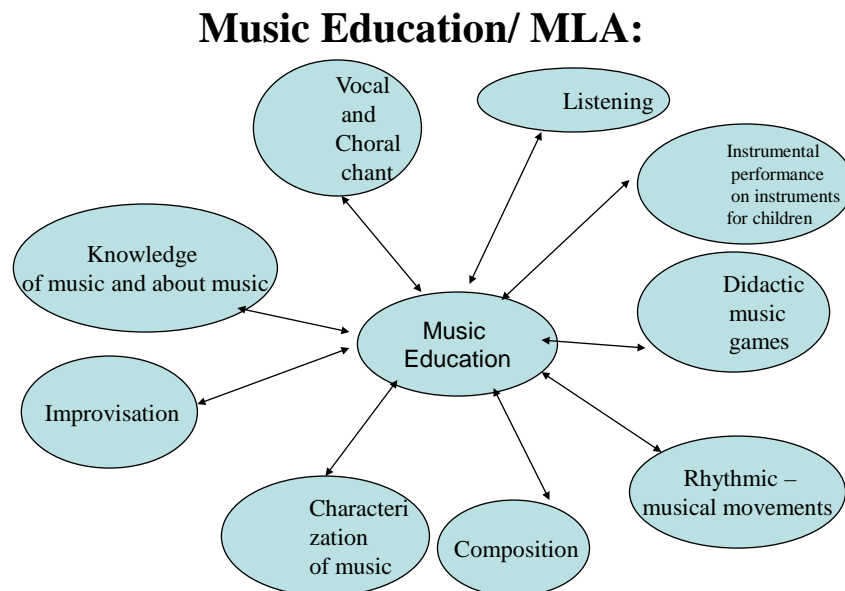 Music Education/ MLA:
Vocal
and
Choral
chant
Listening
Instrumental
performance
on instruments
for children
Knowledge
of music and about music
Didactic
music
games
Music
Education
Improvisation
Rhythmic –
musical movements
Characteri
zation
of music
Composition